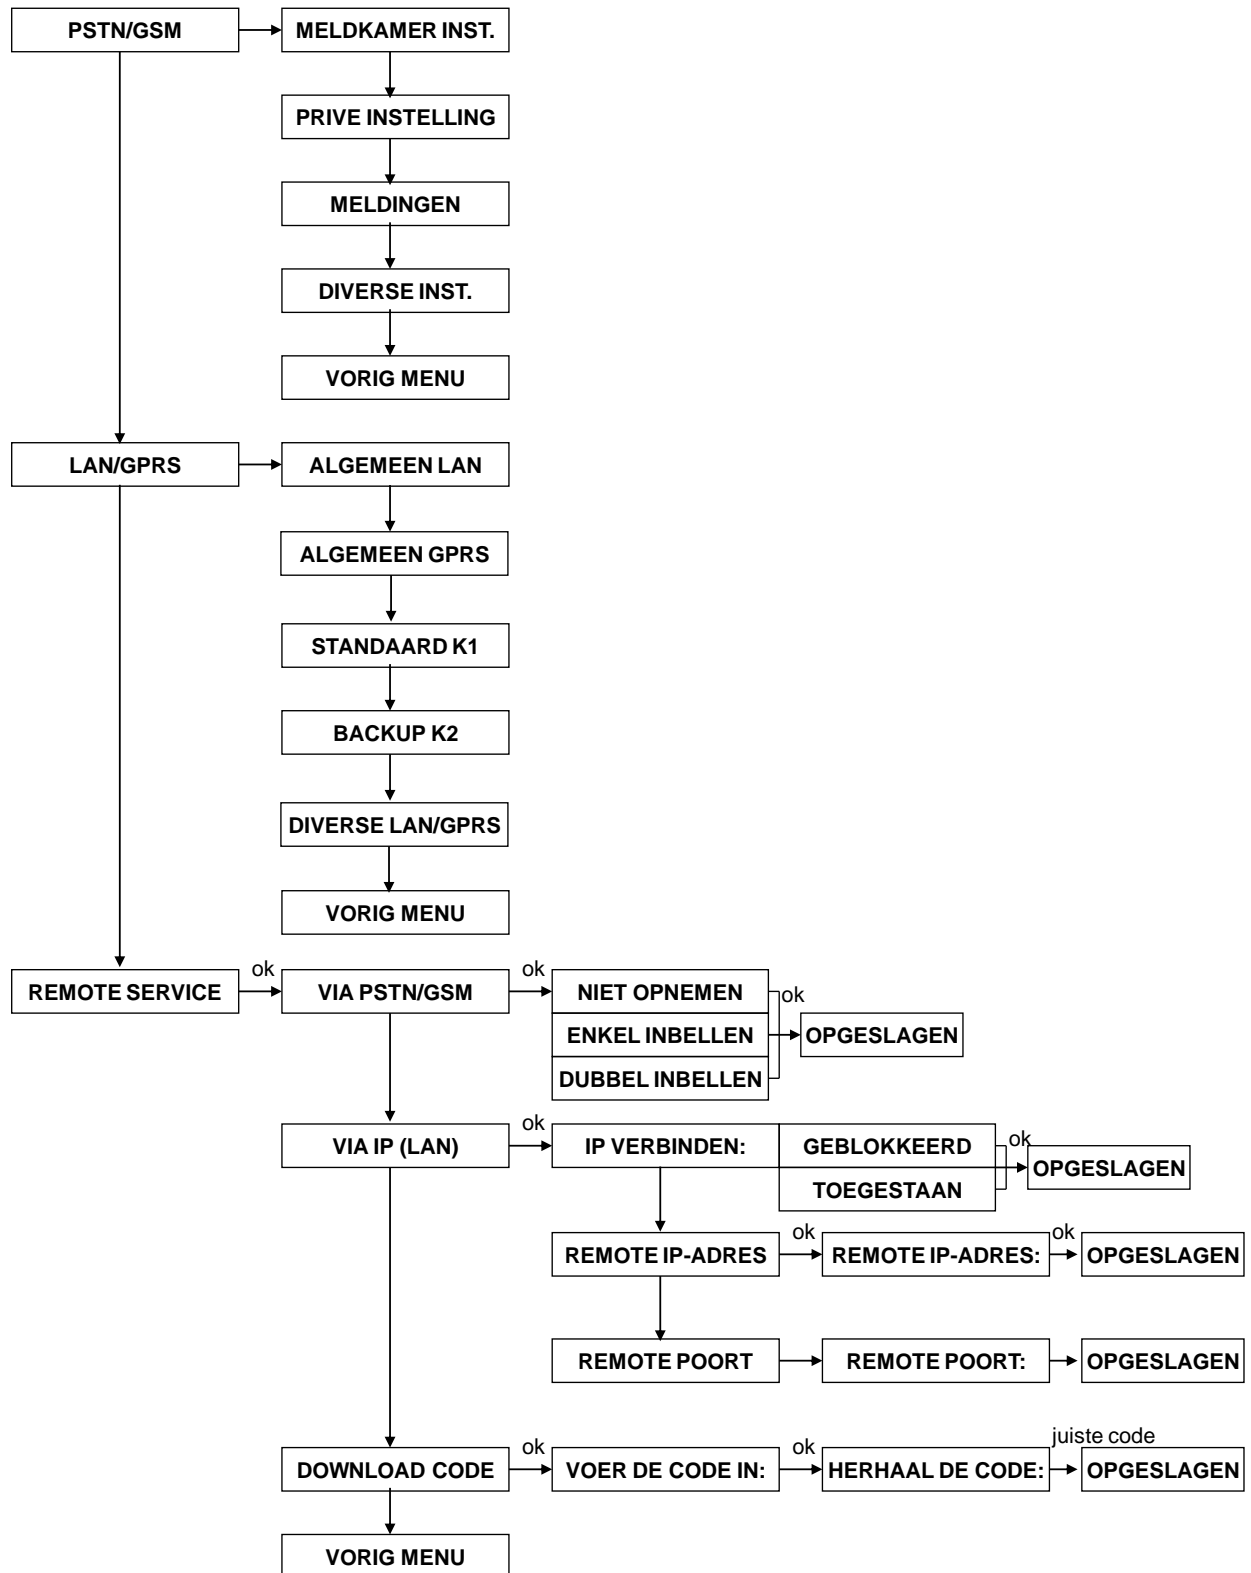 PSTN/GSM
MELDKAMER INST.
PRIVE INSTELLING
MELDINGEN
DIVERSE INST.
VORIG MENU
LAN/GPRS
ALGEMEEN LAN
ALGEMEEN GPRS
STANDAARD K1
BACKUP K2
DIVERSE LAN/GPRS
VORIG MENU
REMOTE SERVICE
ok
VIA PSTN/GSM
ok
NIET OPNEMEN
ENKEL INBELLEN
DUBBEL INBELLEN
ok
OPGESLAGEN
VIA IP (LAN)
ok
IP VERBINDEN:
GEBLOKKEERD
TOEGESTAAN
ok
OPGESLAGEN
REMOTE IP-ADRES
ok
REMOTE IP-ADRES:
ok
OPGESLAGEN
REMOTE POORT
REMOTE POORT:
OPGESLAGEN
DOWNLOAD CODE
ok
VOER DE CODE IN:
ok
HERHAAL DE CODE:
juiste code
OPGESLAGEN
VORIG MENU